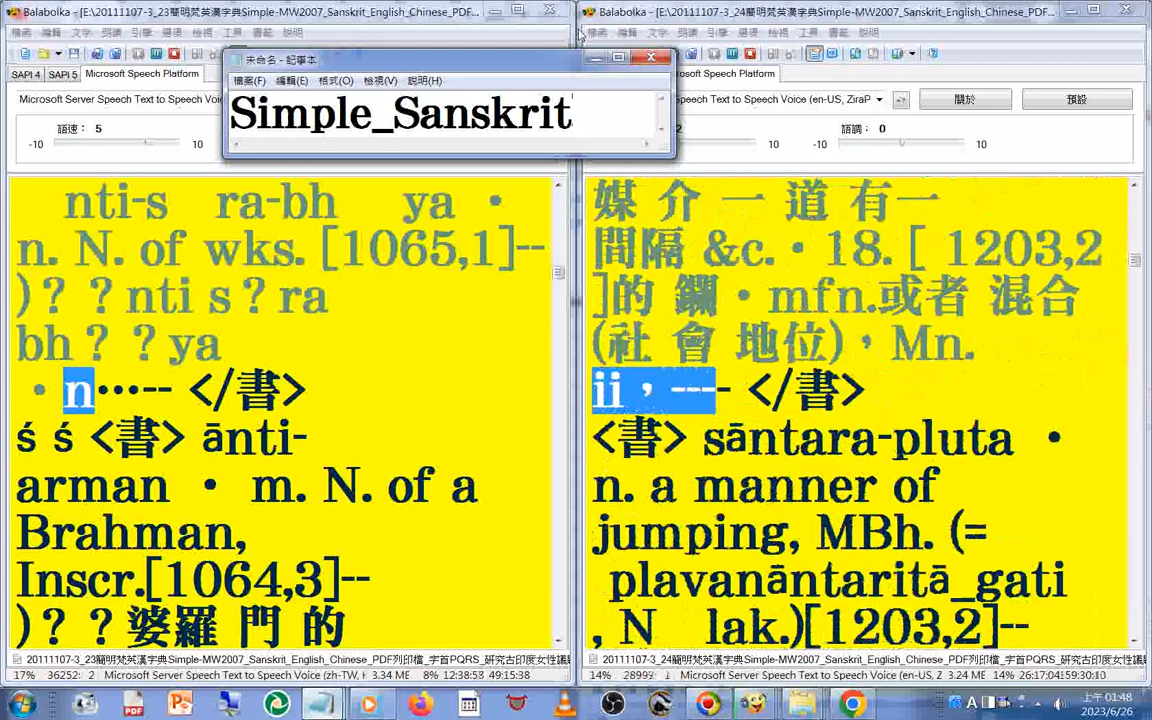 Balabolka - [E:\20111107-3_23簡明梵英漢字典Simple-MW2007_Sanskrit_English_Chinese_PDF...
Balabolka - [E:\20111107-3_24簡明梵英漢字典Simple-MW2007_Sanskrit_English_Chinese_PDF...
SAPI 4 SAPI 5 Microsoft Speech Platform
Speech Platform
Microsoft Server Speech Text to Speech Voi
Speech Text to Speech Voice (en-US, ZiraP
關於
預設
語速： 5
-10 10
2
10
語調： 0
-10 10
未命名 - 記事本
檔案(F) 編輯(E) 格式(O) 檢視(V) 說明(H)
Simple_Sanskrit
nti-s ra-bh ya •
n. N. of wks. [1065,1]--
)? ? nti s? ra
bh? ? ya
• n⋯-- </書>
ś ś <書> ānti-
arman • m. N. of a
Brahman,
Inscr.[1064,3]--
)? ? 婆羅 門 的
媒 介 一 道 有一
間隔 &c. • 18. [ 1203,2
]的 鑭 • mfn.或者 混合
(社 會 地位)，Mn.
ii，---- </書>
<書> sāntara-pluta •
n. a manner of
jumping, MBh. (=
plavanāntaritā_gati
, N lak.)[1203,2]--
20111107-3_23簡明梵英漢字典Simple-MW2007_Sanskrit_English_Chinese_PDF列印檔_字首PQRS_研究古印度女性議
20111107-3_24簡明梵英漢字典Simple-MW2007_Sanskrit_English_Chinese_PDF列印檔_字首PQRS_研究古印度女性議
17% 36252: 2 Microsoft Server Speech Text to Speech Voice (zh-TW, H 3.34 ME 8% 12:38:53 49:15:38
14% 28999: Microsoft Server Speech Text to Speech Voice (en-US, Z 3.24 ME 14% 26:17:04
上午 01:48
2023/6/26